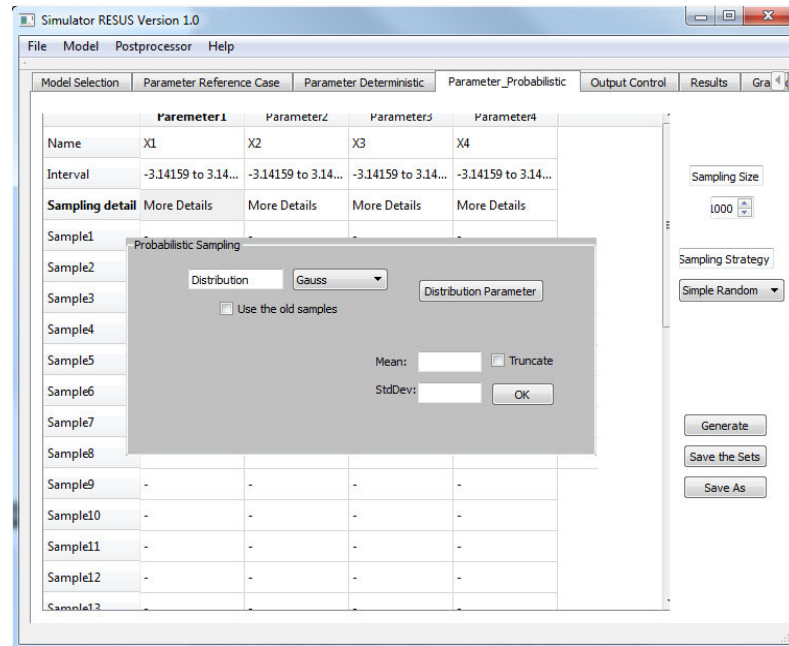 Simulator RESUS Version 1.0
File Model Postprocessor Help
Model Selection Parameter Reference Case Parameter Deterministic Parameter_Probabilistic Output Control Results Gra
Paremeter1 Parameter2 Parameter3 Parameter4
Name X1 X2 X3 X4
Interval -3.14159 to 3.14... -3.14159 to 3.14... -3.14159 to 3.14... -3.14159 to 3.14...
Sampling detail More Details More Details More Details More Details
Sample1 - - - -
Sample2
Sample3
Sample4
Sample5
Sample6
Sample7
Sample8
Sample9 - - - -
Sample10 - - - -
Sample11 - - - -
Sample12 - - - -
Sample13
Probabilistic Sampling
Distribution Gauss
Distribution Parameter
Use the old samples
Mean: Truncate
StdDev: OK
Sampling Size
1000
Sampling Strategy
Simple Random
Generate
Save the Sets
Save As